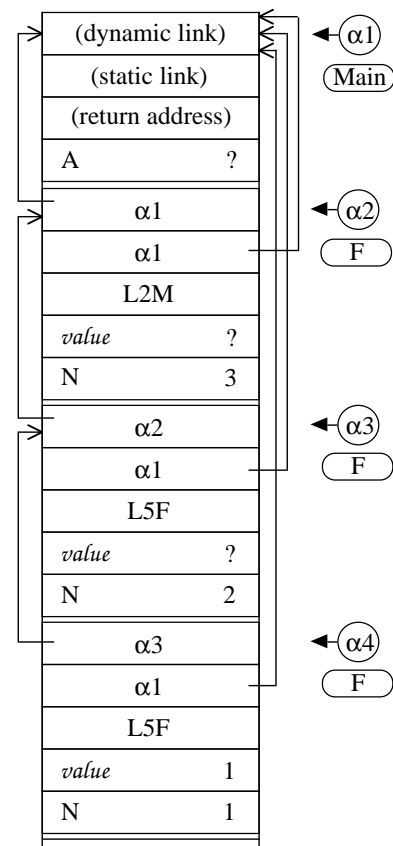 (dynamic link) α1
(static link) Main
(return address)
A ?
α1 α2
α1 F
L2M
value ?
N 3
α2 α3
α1 F
L5F
value ?
N 2
α3 α4
α1 F
L5F
value 1
N 1